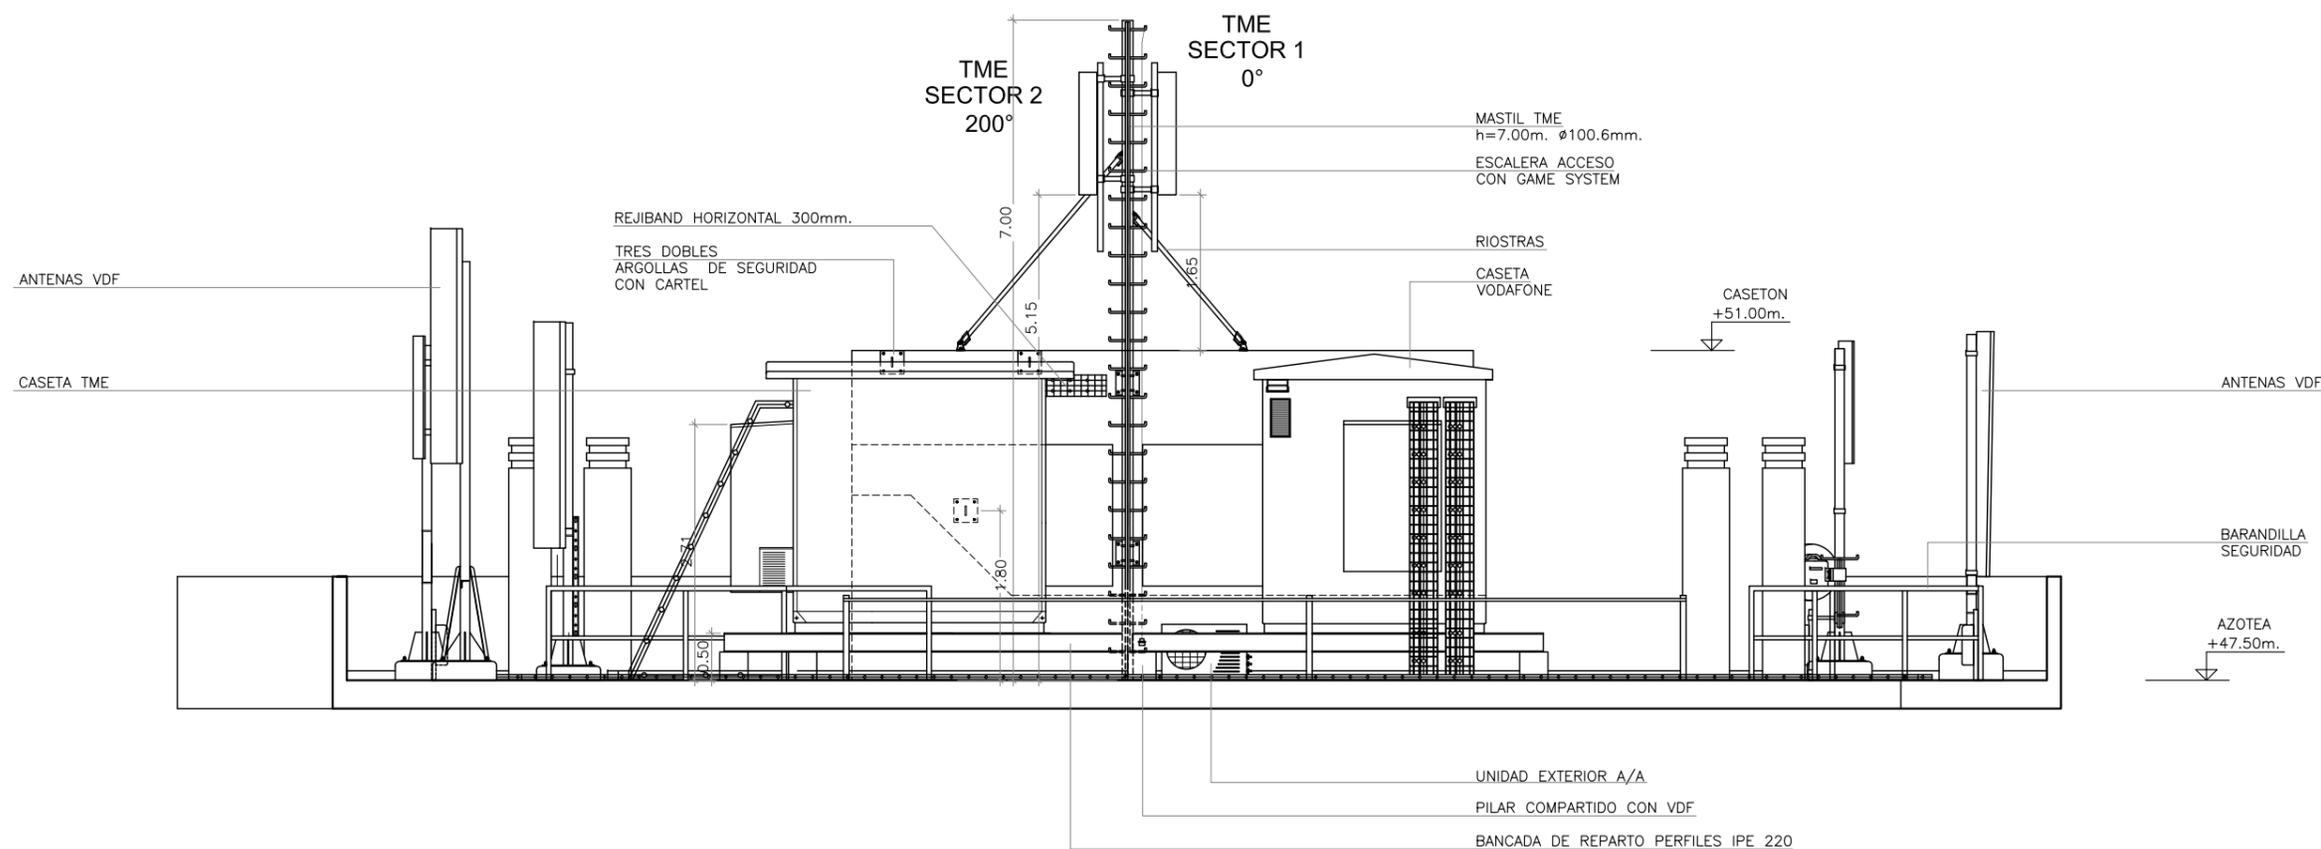 TME
SECTOR 1
0°
TME
SECTOR 2
200°
MASTIL TME
h=7.00m. ø100.6mm.
ESCALERA ACCESO
CON GAME SYSTEM
REJIBAND HORIZONTAL 300mm.
TRES DOBLES
ARGOLLAS DE SEGURIDAD
CON CARTEL
RIOSTRAS
CASETA
VODAFONE
ANTENAS VDF
CASETON
+51.00m.
CASETA TME
ANTENAS VDF
7.00
5.15
1.65
2.71
1.80
0.50
BARANDILLA
SEGURIDAD
AZOTEA
+47.50m.
UNIDAD EXTERIOR A/A
PILAR COMPARTIDO CON VDF
BANCADA DE REPARTO PERFILES IPE 220